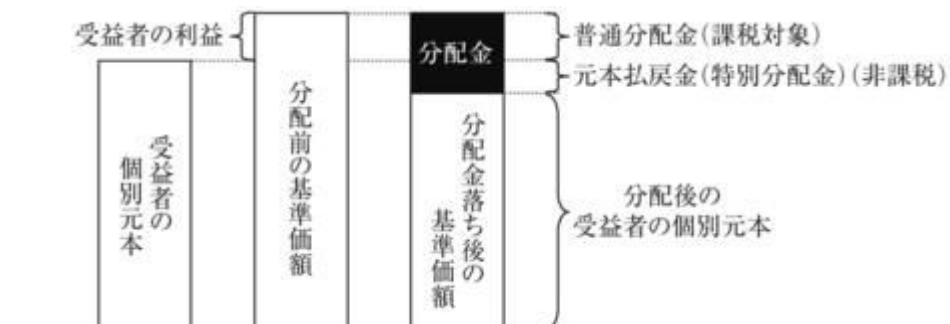 受益者の利益
分配金
普通分配金(課税対象)
元本払戻金(特別分配金)(非課税)
受益者の
個別元本
分配前の基準価額
分配金落ち後の
基準価額
分配後の
受益者の個別元本